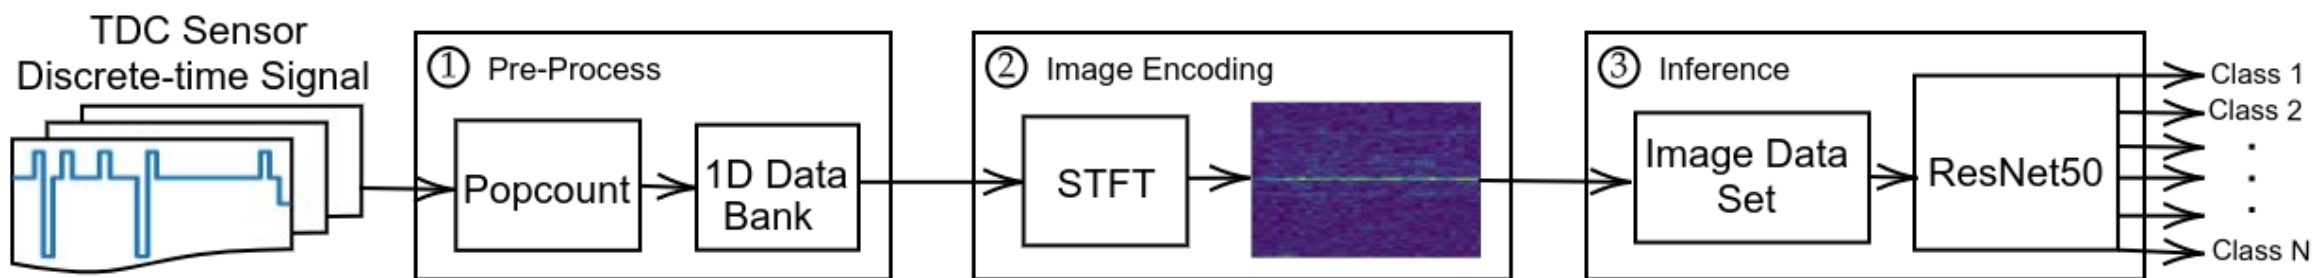 TDC Sensor
Discrete-time Signal
① Pre-Process
Popcount
1D Data
Bank
② Image Encoding
STFT
③ Inference
Image Data
Set
ResNet50
Class 1
Class 2
.
.
.
Class N